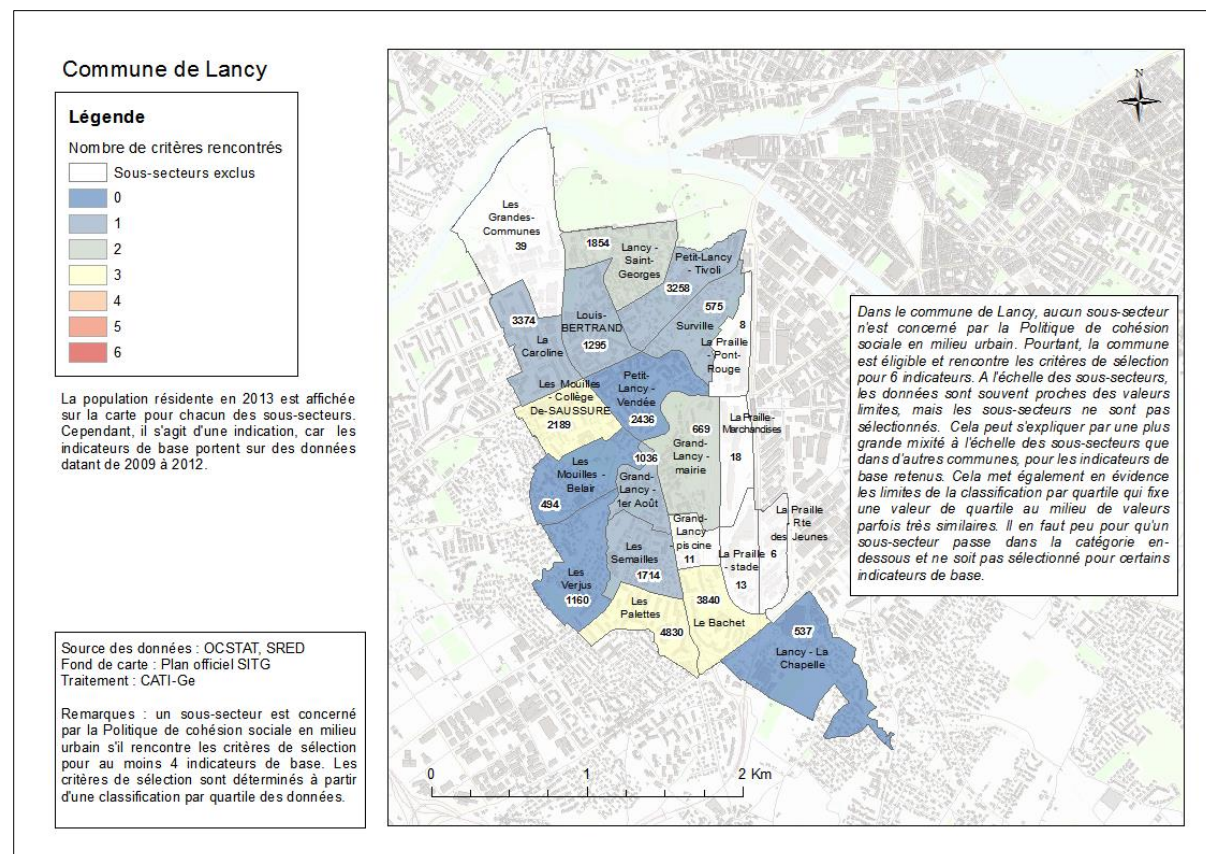 Commune de Lancy
Légende
Nombre de critères rencontrés
Sous-secteurs exclus
0
1
2
3
4
5
6
La population résidente en 2013 est affichée
sur la carte pour chacun des sous-secteurs.
Cependant, il s'agit d'une indication, car les
indicateurs de base portent sur des données
datant de 2009 à 2012.
Source des données : OCSTAT, SRED
Fond de carte : Plan officiel SITG
Traitement : CATI-Ge
Remarques : un sous-secteur est concerné
par la Politique de cohésion sociale en milieu
urbain s'il rencontre les critères de sélection
pour au moins 4 indicateurs de base. Les
critères de sélection sont déterminés à partir
d'une classification par quartile des données.
N
Les
Grandes-
Communes
39
1854
Lancy -
Saint-
Georges
Petit-Lancy
- Tivoli
3258
575
Surville
8
La Praille
- Pont-
Rouge
3374
La
Caroline
Louis-
BERTRAND
1295
Les Mouilles
- Collège
De-SAUSSURE
2189
Petit-
Lancy -
Vendée
2436
669
Grand-
Lancy -
mairie
La Praille-
Marchandises
18
Les
Mouilles -
Belair
494
1036
Grand-
Lancy -
1er Août
Grand-
Lancy
- piscine
11
La Praille
- stade
13
La Praille
- Rte
des Jeunes
6
Les
Semailles
1714
Les
Verjus
1160
Les
Palettes
4830
3840
Le Bachet
537
Lancy - La
Chapelle
0 1 2 Km
Dans le commune de Lancy, aucun sous-secteur
n'est concerné par la Politique de cohésion
sociale en milieu urbain. Pourtant, la commune
est éligible et rencontre les critères de sélection
pour 6 indicateurs. A l'échelle des sous-secteurs,
les données sont souvent proches des valeurs
limites, mais les sous-secteurs ne sont pas
sélectionnés. Cela peut s'expliquer par une plus
grande mixité à l'échelle des sous-secteurs que
dans d'autres communes, pour les indicateurs de
base retenus. Cela met également en évidence
les limites de la classification par quartile qui fixe
une valeur de quartile au milieu de valeurs
parfois très similaires. Il en faut peu pour qu'un
sous-secteur passe dans la catégorie en-
dessous et ne soit pas sélectionné pour certains
indicateurs de base.